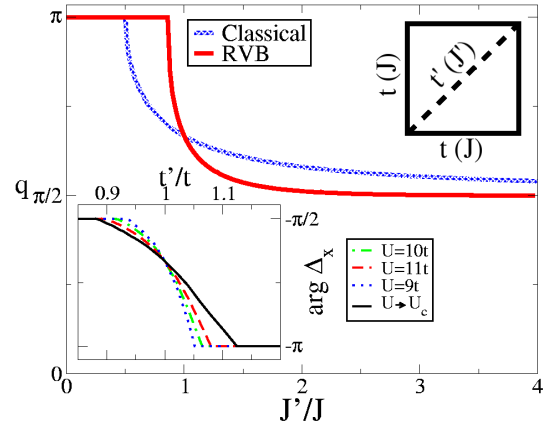 π
Classical
RVB
t (J)
t' (J')
t (J)
q
π/2
t'/t
0.9
1
1.1
-π/2
-π
arg Δx
U=10t
U=11t
U=9t
U→Uc
0
0
1
2
3
4
J'/J